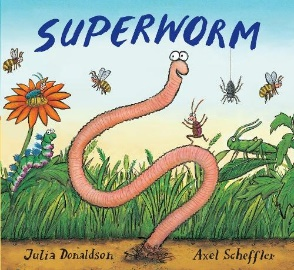 SUPERWORM
Julia Donaldson Axel Scheffler